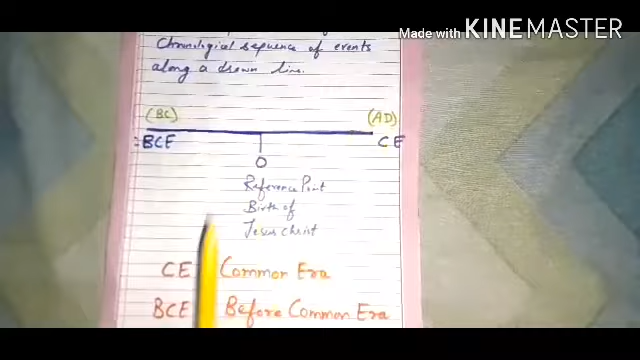 Made with KINEMASTER
Chronological sequence of events
along a drawn line.
(BC) (AD)
BCE CE
0
Reference Point
Birth of
Jesus Christ
CE Common Era
BCE Before Common Era